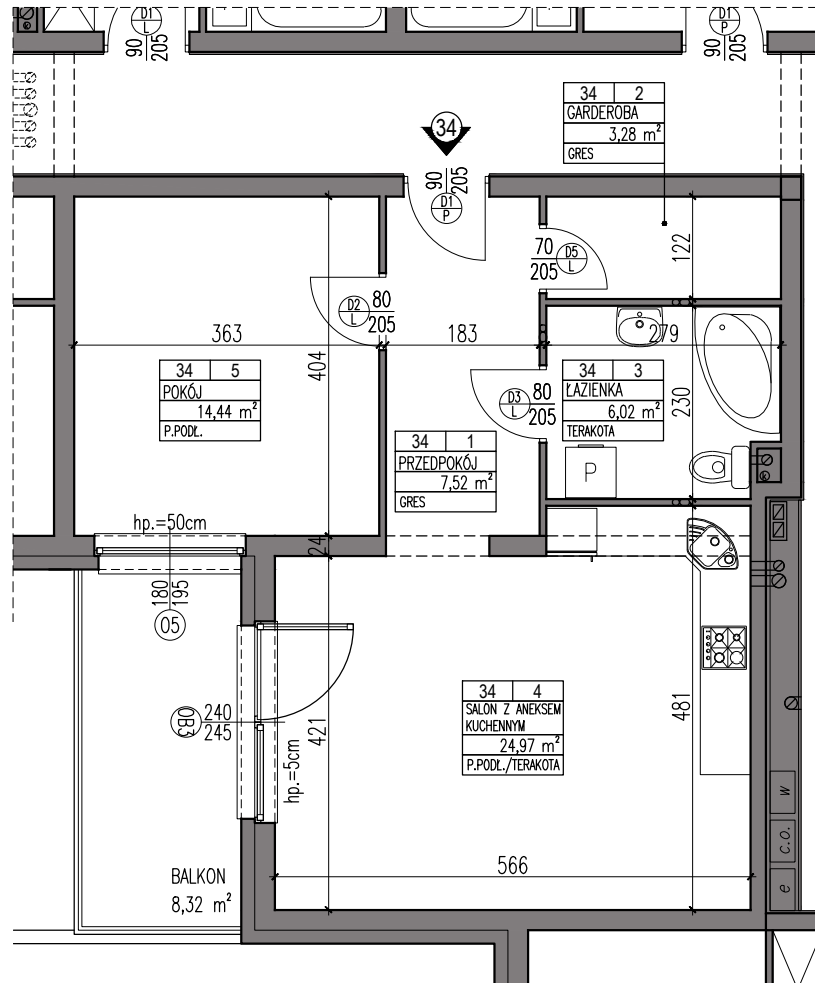 D1
L
90
205
D1
P
90
205
34
34 2
GARDEROBA
3,28 m²
GRES
90
205
D1
P
70
205
D5
L
122
D2
L
80
205
363
183
279
404
34 5
POKÓJ
14,44 m²
P.PODŁ.
D3
L
80
205
34 3
ŁAZIENKA
6,02 m²
TERAKOTA
230
34 1
PRZEDPOKÓJ
7,52 m²
GRES
P
hp.=50cm
24
180
195
05
34 4
SALON Z ANEKSEM
KUCHENNYM
24,97 m²
P.PODŁ./TERAKOTA
481
OB3
240
245
421
hp.=5cm
w
c.o.
e
566
BALKON
8,32 m²